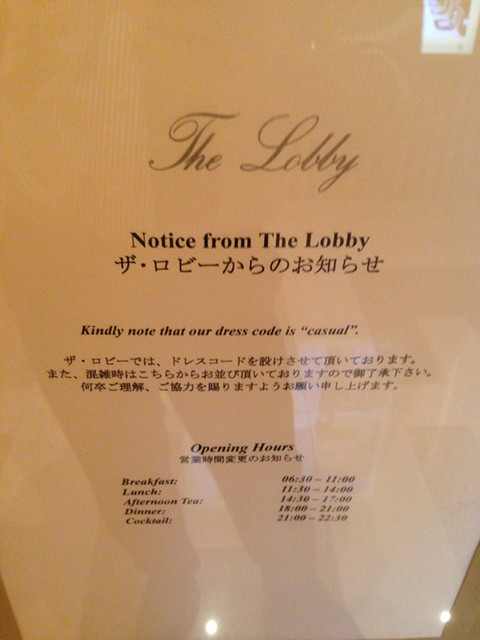 The Lobby
Notice from The Lobby
ザ・ロビーからのお知らせ
Kindly note that our dress code is “casual”.
ザ・ロビーでは、ドレスコードを設けさせて頂いております。
また、混雑時はこちらからお並び頂いておりますので御了承下さい。
何卒ご理解、ご協力を賜りますようお願い申し上げます。
Opening Hours
営業時間変更のお知らせ
Breakfast: 06:30 – 11:00
Lunch: 11:30 – 14:00
Afternoon Tea: 14:30 – 17:00
Dinner: 18:00 – 21:00
Cocktail: 21:00 – 22:30